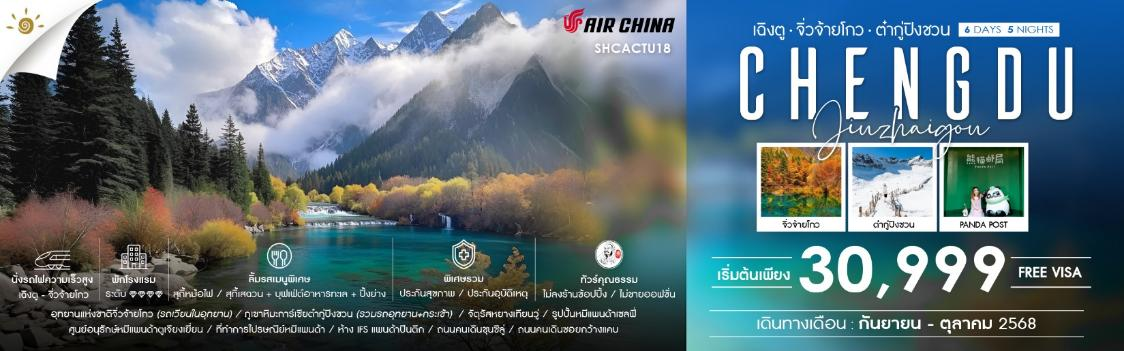 AIR CHINA
SHCACTU18
นั่งรถไฟความเร็วสูง
เฉิงตู - จิ่วจ้ายโกว
พักโรงแรม
ระดับ
ลิ้มรสเมนูพิเศษ
สุกี้หม้อไฟ / สุกี้เสฉวน + บุฟเฟ่ต์อาหารทะเล + ปิ้งย่าง
พิเศษรวม
ประกันสุขภาพ / ประกันอุบัติเหตุ
ทัวร์คุณธรรม
ไม่ลงร้านช้อปปิ้ง / ไม่ขายออฟชั่น
อุทยานแห่งชาติจิ่วจ้ายโกว (รถเวียนในอุทยาน) / ภูเขาหิมะการ์เซียต๋ากู่ปิงชวน (รวมรถอุทยาน+กระเช้า) / จัตุรัสหยางเทียนวู๋ / รูปปั้นหมีแพนด้าเซลฟี่
ศูนย์อนุรักษ์หมีแพนด้าตูเจียงเยี่ยน / ที่ทำการไปรษณีย์หมีแพนด้า / ห้าง IFS แพนด้าปีนตึก / ถนนคนเดินชุนซีลู่ / ถนนคนเดินซอยกว้างแคบ
เฉิงตู · จิ่วจ้ายโกว · ต๋ากู่ปิงชวน 6 DAYS 5 NIGHTS
CHENGDU
Jiuzhaigou
熊猫邮局
จิ่วจ้ายโกว
ต๋ากู่ปิงชวน
PANDA POST
เริ่มต้นเพียง 30,999 FREE VISA
เดินทางเดือน : กันยายน - ตุลาคม 2568